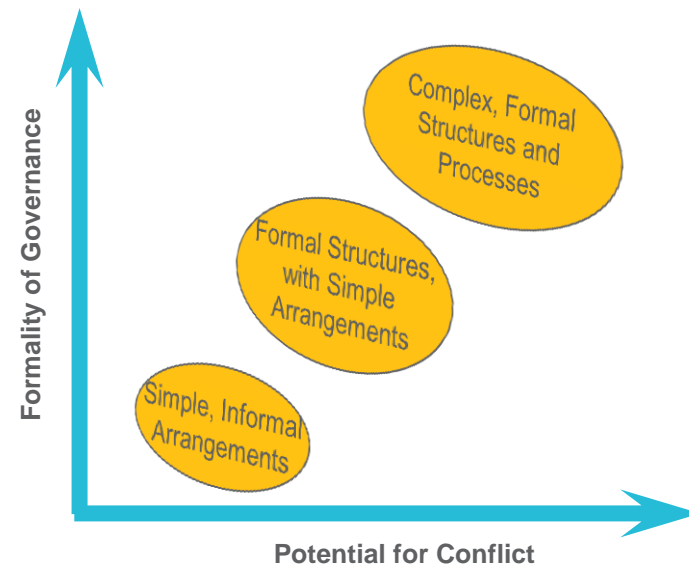 Formality of Governance
Complex, Formal
Structures and
Processes
Formal Structures,
with Simple
Arrangements
Simple, Informal
Arrangements
Potential for Conflict